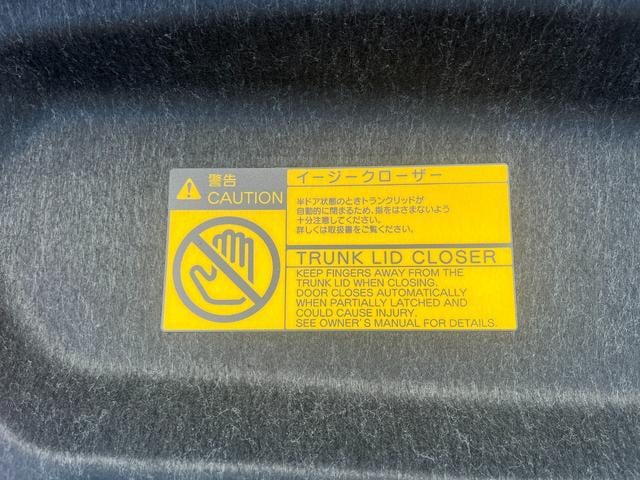 警告
CAUTION
イージークローザー
半ドア状態のときトランクリッドが
自動的に閉まるため、指をはさまないよう
十分注意してください。
詳しくは取扱書をご覧ください。
TRUNK LID CLOSER
KEEP FINGERS AWAY FROM THE
TRUNK LID WHEN CLOSING.
DOOR CLOSES AUTOMATICALLY
WHEN PARTIALLY LATCHED AND
COULD CAUSE INJURY.
SEE OWNER'S MANUAL FOR DETAILS.